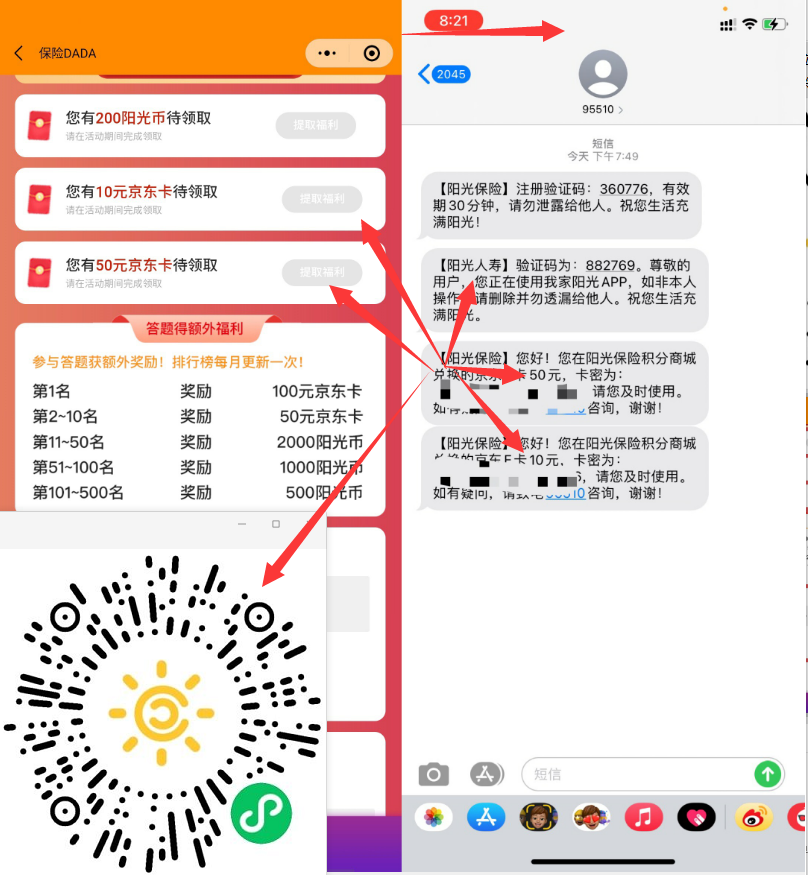 保险DADA
您有200阳光币待领取
请在活动期间完成领取
提取福利
您有10元京东卡待领取
请在活动期间完成领取
提取福利
您有50元京东卡待领取
请在活动期间完成领取
提取福利
答题得额外福利
参与答题获额外奖励！排行榜每月更新一次！
第1名 奖励 100元京东卡
第2~10名 奖励 50元京东卡
第11~50名 奖励 2000阳光币
第51~100名 奖励 1000阳光币
第101~500名 奖励 500阳光币
8:21
2045
95510
短信
今天 下午7:49
【阳光保险】注册验证码：360776，有效
期30分钟，请勿泄露给他人。祝您生活充
满阳光！
【阳光人寿】验证码为：882769。尊敬的
用户，您正在使用我家阳光APP，如非本人
操作 请删除并勿透漏给他人。祝您生活充
满阳光。
【阳光保险】您好！您在阳光保险积分商城
兑换的京东 卡50元，卡密为：
请您及时使用。
如有 咨询，谢谢！
【阳光保险】您好！您在阳光保险积分商城
的京东E卡10元，卡密为：
，请您及时使用。
如有疑问，请致电95510咨询，谢谢！
短信